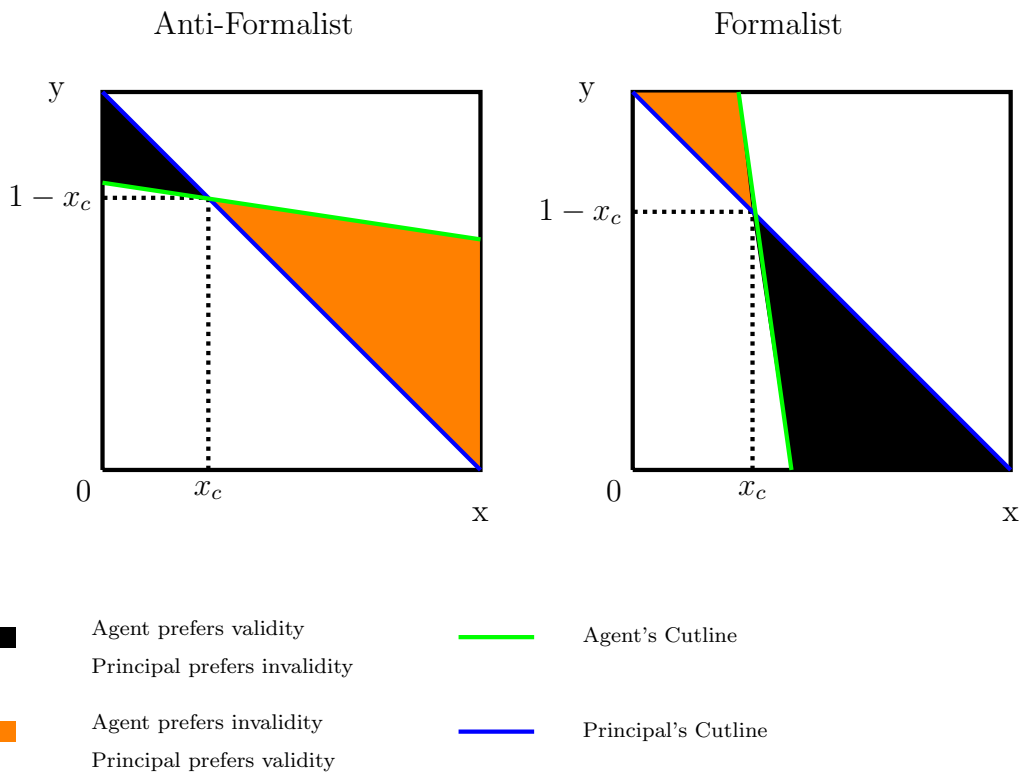 Anti-Formalist
Formalist
y
1 − x_c
0
x_c
x
y
1 − x_c
0
x_c
x
Agent prefers validity
Principal prefers invalidity
Agent's Cutline
Agent prefers invalidity
Principal prefers validity
Principal's Cutline